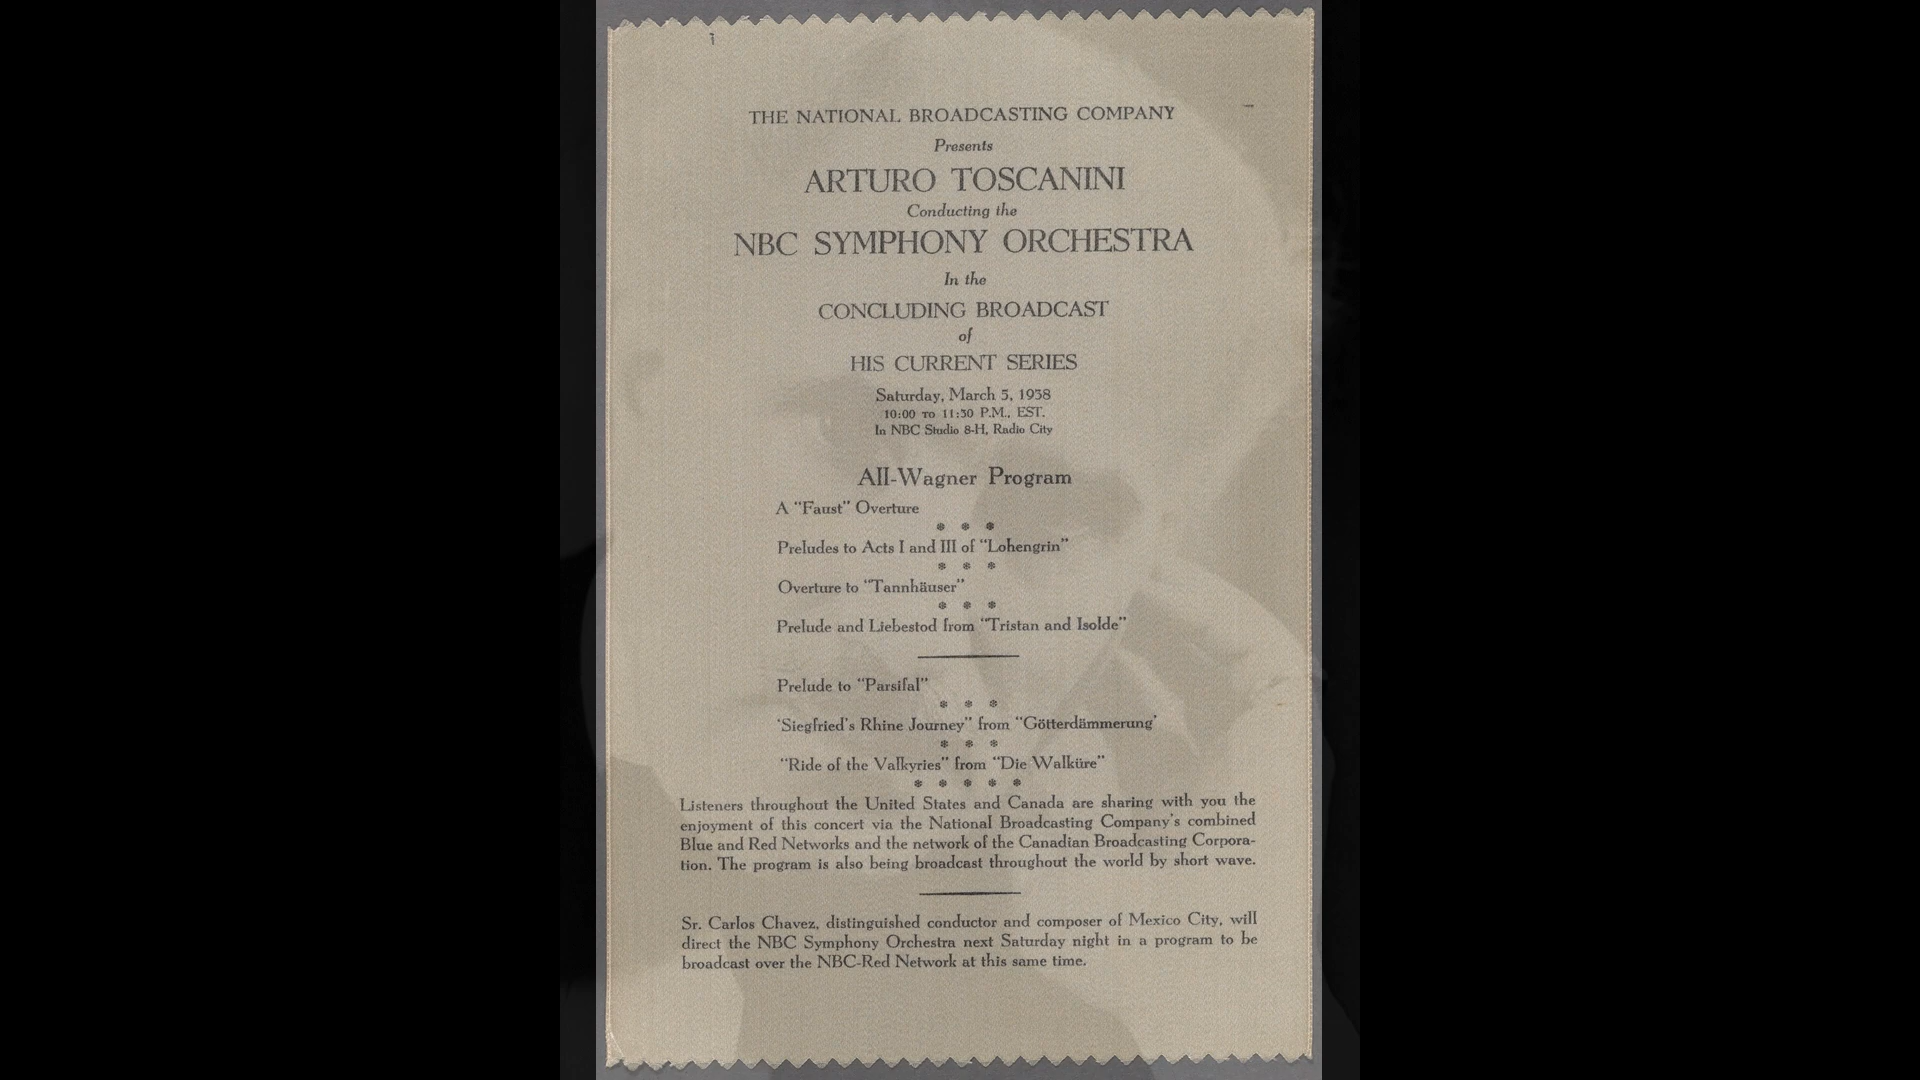 THE NATIONAL BROADCASTING COMPANY
Presents
ARTURO TOSCANINI
Conducting the
NBC SYMPHONY ORCHESTRA
In the
CONCLUDING BROADCAST
of
HIS CURRENT SERIES
Saturday, March 5, 1938
10:00 TO 11:30 P.M., EST.
In NBC Studio 8-H, Radio City
All-Wagner Program
A "Faust" Overture
* * *
Preludes to Acts I and III of "Lohengrin"
* * *
Overture to "Tannhäuser"
* * *
Prelude and Liebestod from "Tristan and Isolde"
Prelude to "Parsifal"
* * *
'Siegfried's Rhine Journey" from "Götterdämmerung'
* * *
"Ride of the Valkyries" from "Die Walküre"
* * * * *
Listeners throughout the United States and Canada are sharing with you the
enjoyment of this concert via the National Broadcasting Company's combined
Blue and Red Networks and the network of the Canadian Broadcasting Corpora-
tion. The program is also being broadcast throughout the world by short wave.
Sr. Carlos Chavez, distinguished conductor and composer of Mexico City, will
direct the NBC Symphony Orchestra next Saturday night in a program to be
broadcast over the NBC-Red Network at this same time.